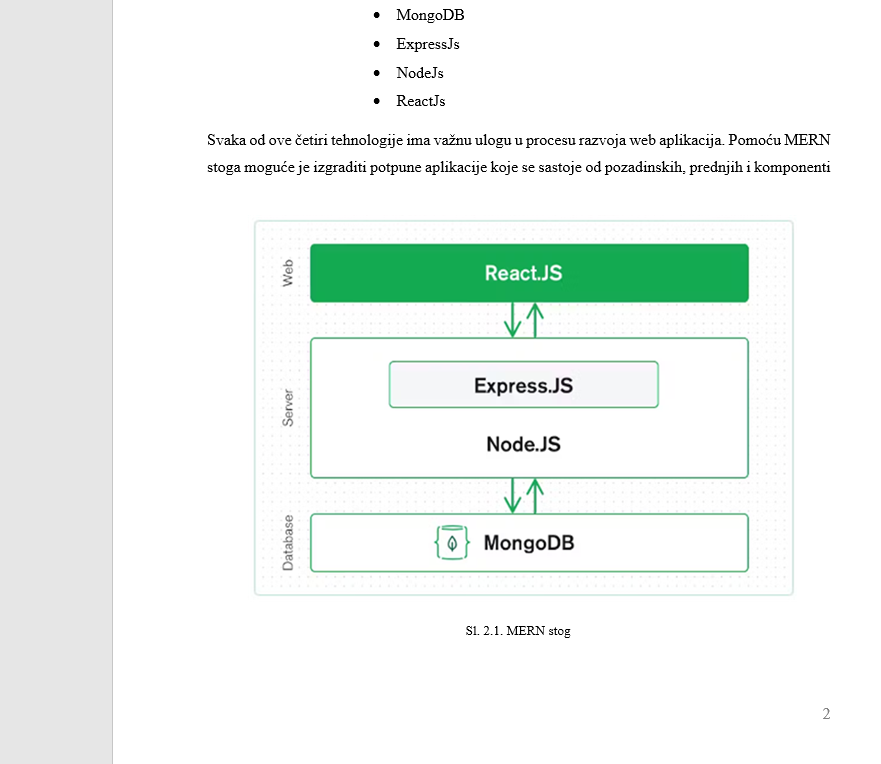 MongoDB
ExpressJs
NodeJs
ReactJs
Svaka od ove četiri tehnologije ima važnu ulogu u procesu razvoja web aplikacija. Pomoću MERN
stoga moguće je izgraditi potpune aplikacije koje se sastoje od pozadinskih, prednjih i komponenti
Web
React.JS
Server
Express.JS
Node.JS
Database
MongoDB
Sl. 2.1. MERN stog
2